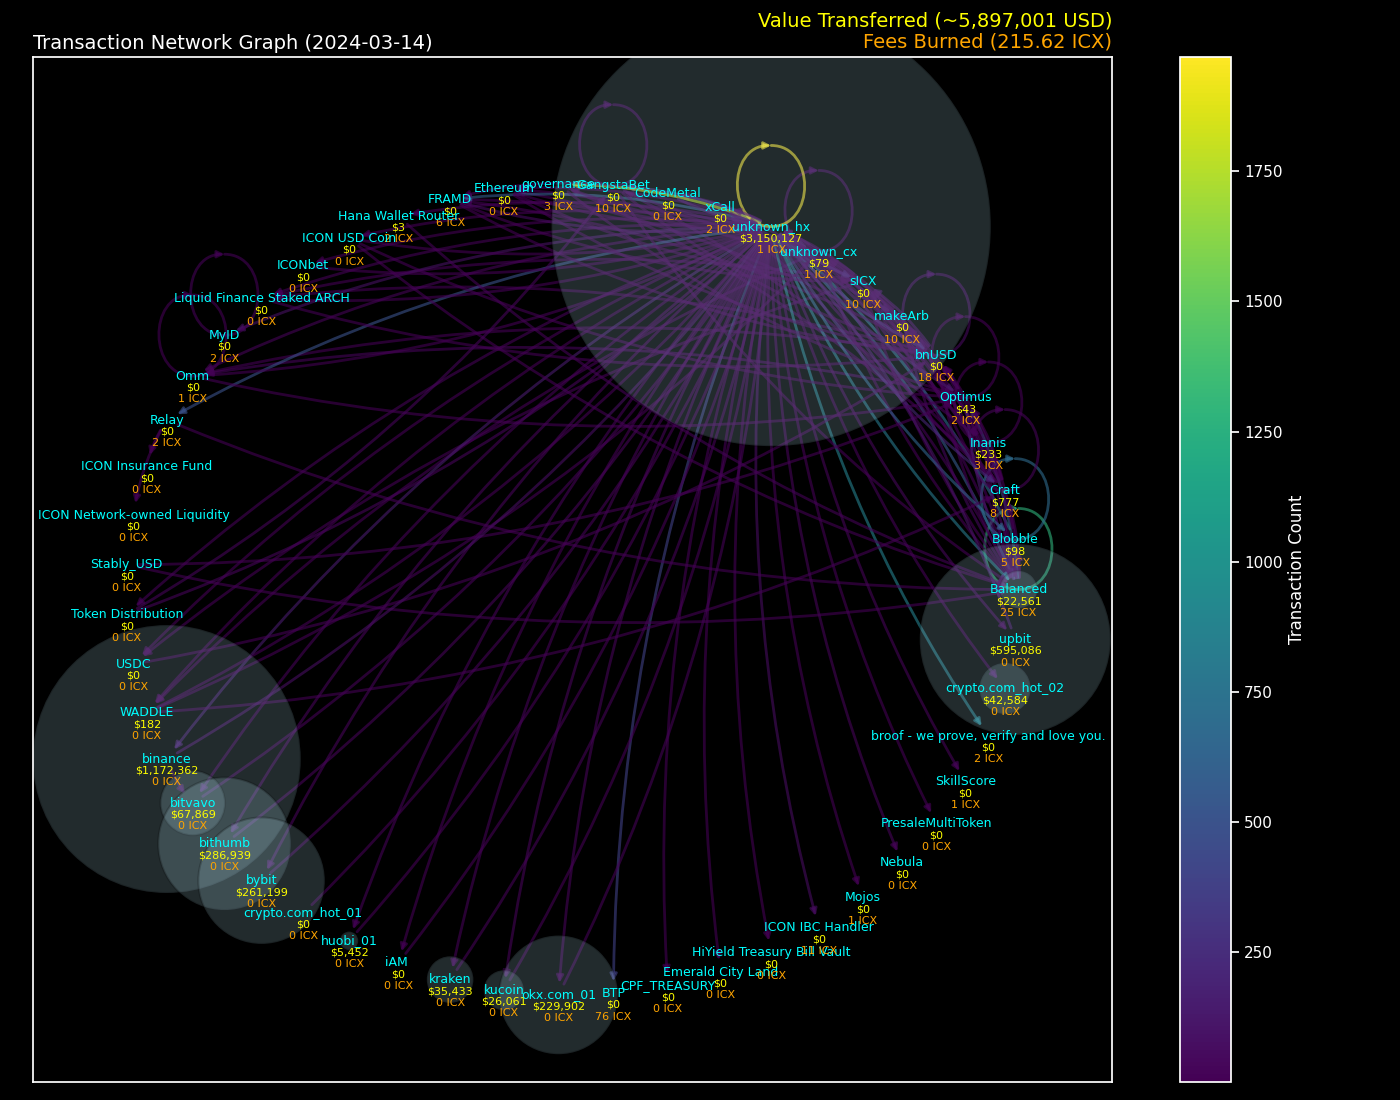 Value Transferred (~5,897,001 USD)
Transaction Network Graph (2024-03-14)
Fees Burned (215.62 ICX)
Ethereum
$0
0 ICX
governance
$0
3 ICX
GangstaBet
$0
10 ICX
CodeMetal
$0
0 ICX
xCall
$0
2 ICX
unknown_hx
$3,150,127
1 ICX
unknown_cx
$79
1 ICX
sICX
$0
10 ICX
makeArb
$0
10 ICX
bnUSD
$0
18 ICX
Optimus
$43
2 ICX
Inanis
$233
3 ICX
Craft
$777
8 ICX
Blobble
$98
5 ICX
Balanced
$22,561
25 ICX
upbit
$595,086
0 ICX
crypto.com_hot_02
$42,584
0 ICX
broof - we prove, verify and love you.
$0
2 ICX
SkillScore
$0
1 ICX
PresaleMultiToken
$0
0 ICX
Nebula
$0
0 ICX
Mojos
$0
1 ICX
ICON IBC Handler
$0
HiYield Treasury Bill Vault
$0
0 ICX
Emerald City Land
$0
0 ICX
CPF_TREASURY
$0
0 ICX
BTP
$0
76 ICX
okx.com_01
$229,902
0 ICX
kucoin
$26,061
0 ICX
kraken
$35,433
0 ICX
iAM
$0
0 ICX
huobi_01
$5,452
0 ICX
crypto.com_hot_01
$0
0 ICX
bybit
$261,199
0 ICX
bithumb
$286,939
0 ICX
bitvavo
$67,869
0 ICX
binance
$1,172,362
0 ICX
WADDLE
$182
0 ICX
USDC
$0
0 ICX
Token Distribution
$0
0 ICX
Stably_USD
$0
0 ICX
ICON Network-owned Liquidity
$0
0 ICX
ICON Insurance Fund
$0
0 ICX
Relay
$0
2 ICX
Omm
$0
1 ICX
MyID
$0
2 ICX
Liquid Finance Staked ARCH
$0
0 ICX
ICONbet
$0
0 ICX
ICON USD Coin
$0
0 ICX
Hana Wallet Router
$3
2 ICX
FRAMD
$0
6 ICX
1750
1500
1250
1000
750
500
250
Transaction Count